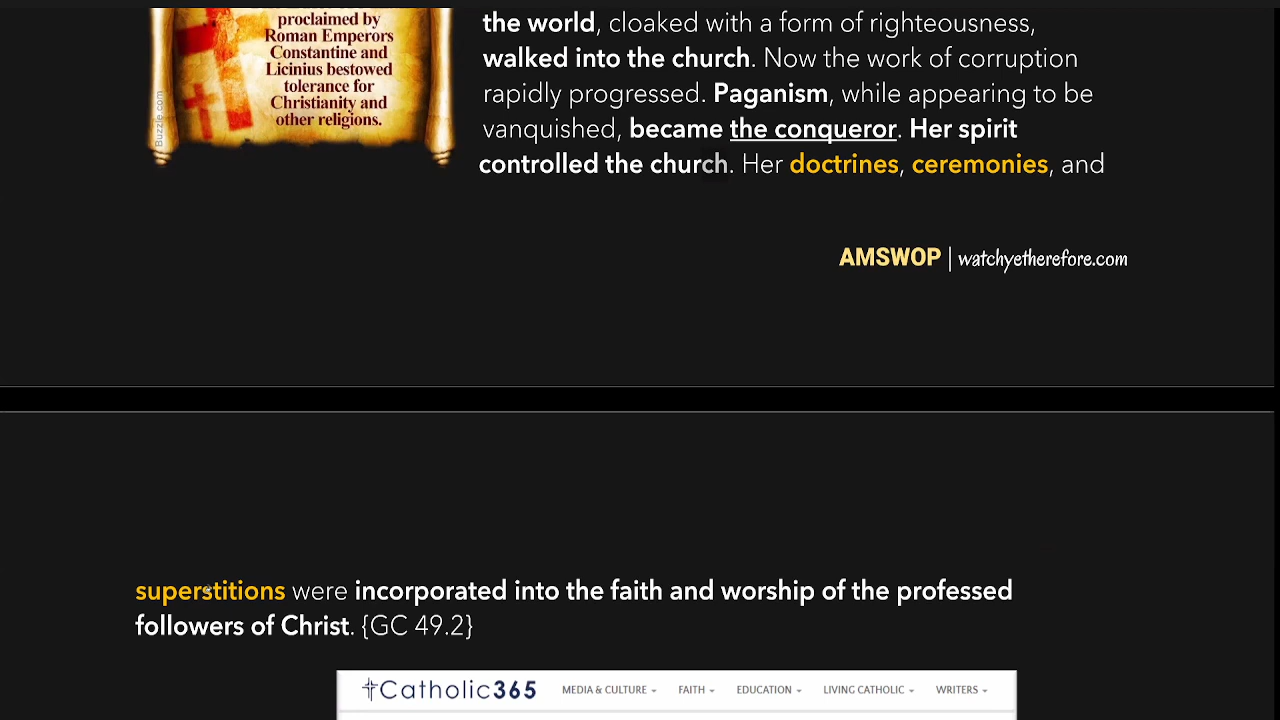 proclaimed by
Roman Emperors
Constantine and
Licinius bestowed
tolerance for
Christianity and
other religions.
Buzzle.com
the world, cloaked with a form of righteousness,
walked into the church. Now the work of corruption
rapidly progressed. Paganism, while appearing to be
vanquished, became the conqueror. Her spirit
controlled the church. Her doctrines, ceremonies, and
AMSWOP | watchyetherefore.com
superstitions were incorporated into the faith and worship of the professed
followers of Christ. {GC 49.2}
Catholic365 MEDIA & CULTURE FAITH EDUCATION LIVING CATHOLIC WRITERS